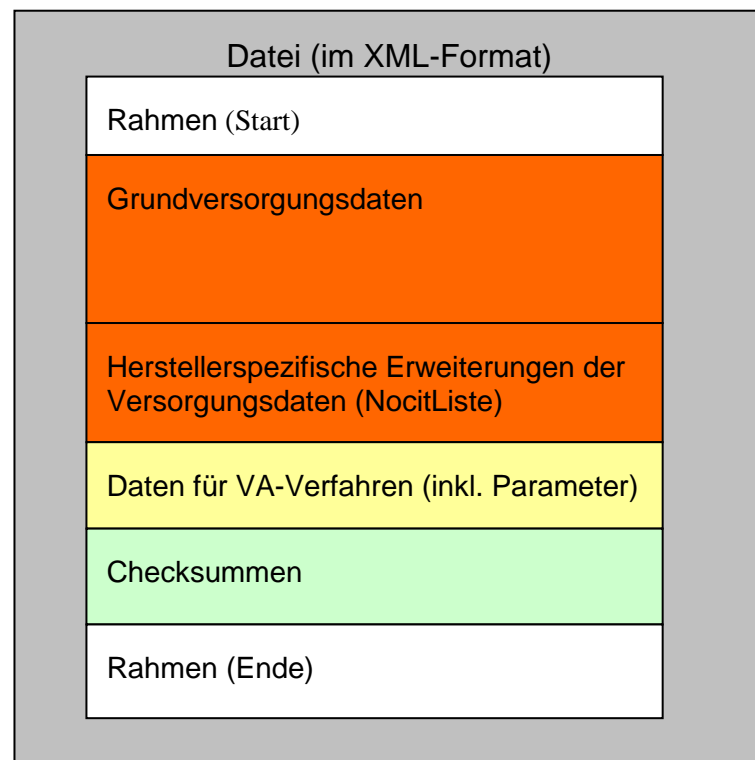 Datei (im XML-Format)
Rahmen (Start)
Grundversorgungsdaten
Herstellerspezifische Erweiterungen der
Versorgungsdaten (NocitListe)
Daten für VA-Verfahren (inkl. Parameter)
Checksummen
Rahmen (Ende)